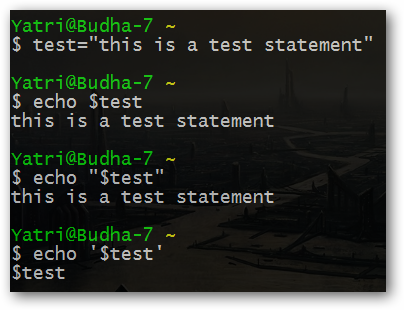 Yatri@Budha-7 ~
$ test="this is a test statement"
Yatri@Budha-7 ~
$ echo $test
this is a test statement
Yatri@Budha-7 ~
$ echo "$test"
this is a test statement
Yatri@Budha-7 ~
$ echo '$test'
$test